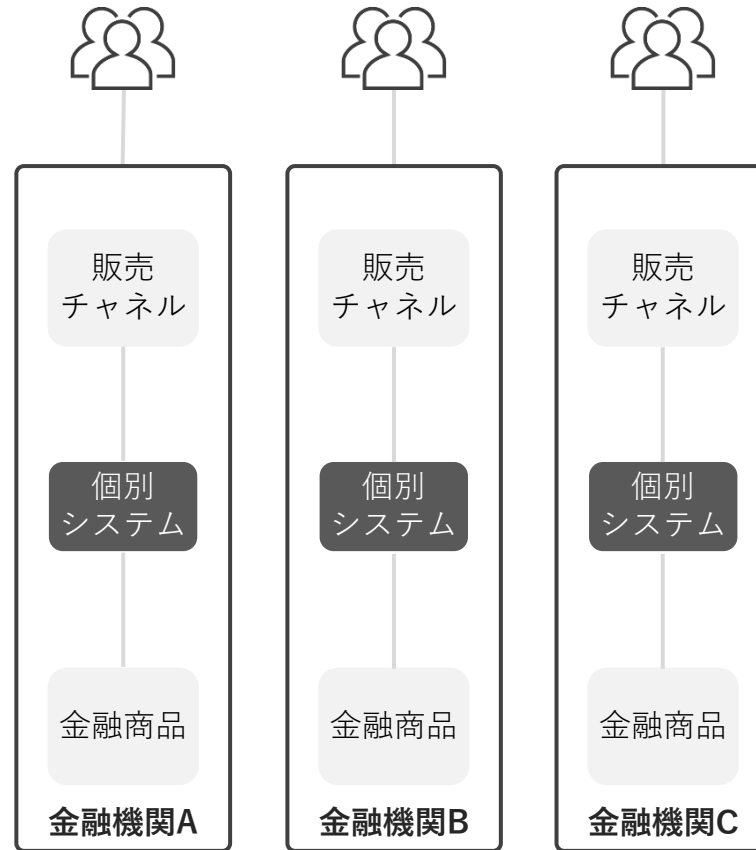 販売
チャネル
個別
システム
金融商品
金融機関A
販売
チャネル
個別
システム
金融商品
金融機関B
販売
チャネル
個別
システム
金融商品
金融機関C